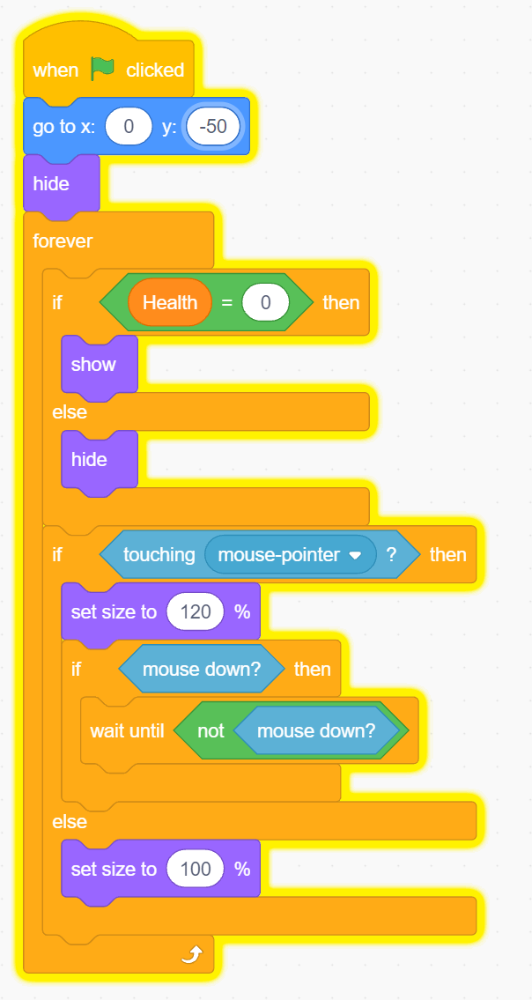 when clicked
go to x: 0 y: -50
hide
forever
if Health = 0 then
show
else
hide
if touching mouse-pointer ? then
set size to 120 %
if mouse down? then
wait until not mouse down?
else
set size to 100 %